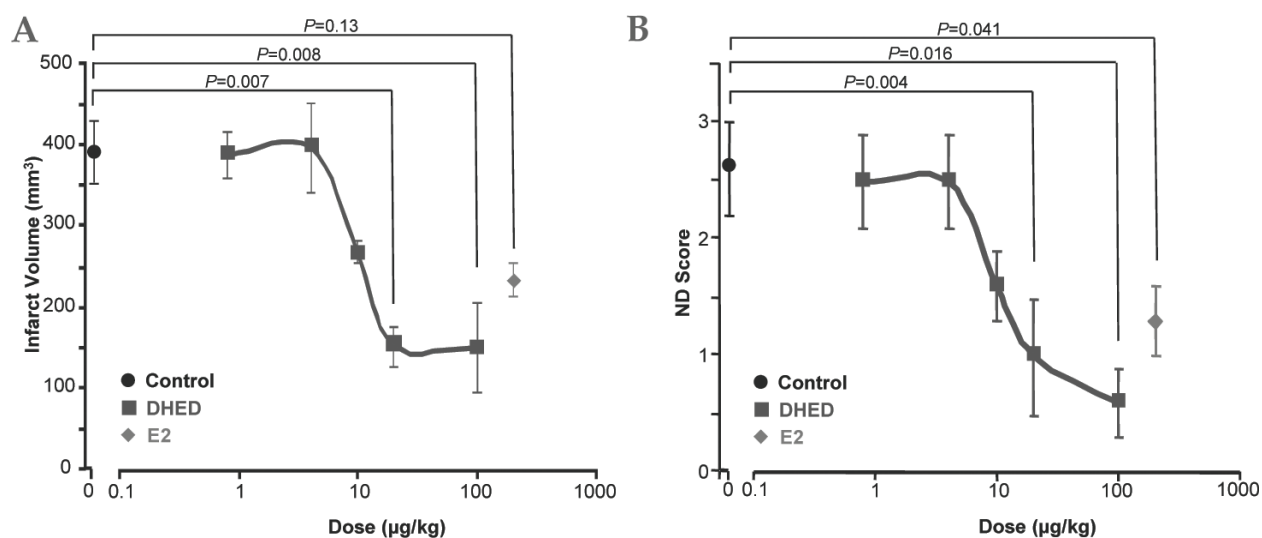 A
P=0.13
P=0.008
P=0.007
Infarct Volume (mm³)
500
400
300
200
100
0
Control
DHED
E2
0 0.1 1 10 100 1000
Dose (µg/kg)
B
P=0.041
P=0.016
P=0.004
ND Score
3
2
1
0
Control
DHED
E2
0 0.1 1 10 100 1000
Dose (µg/kg)